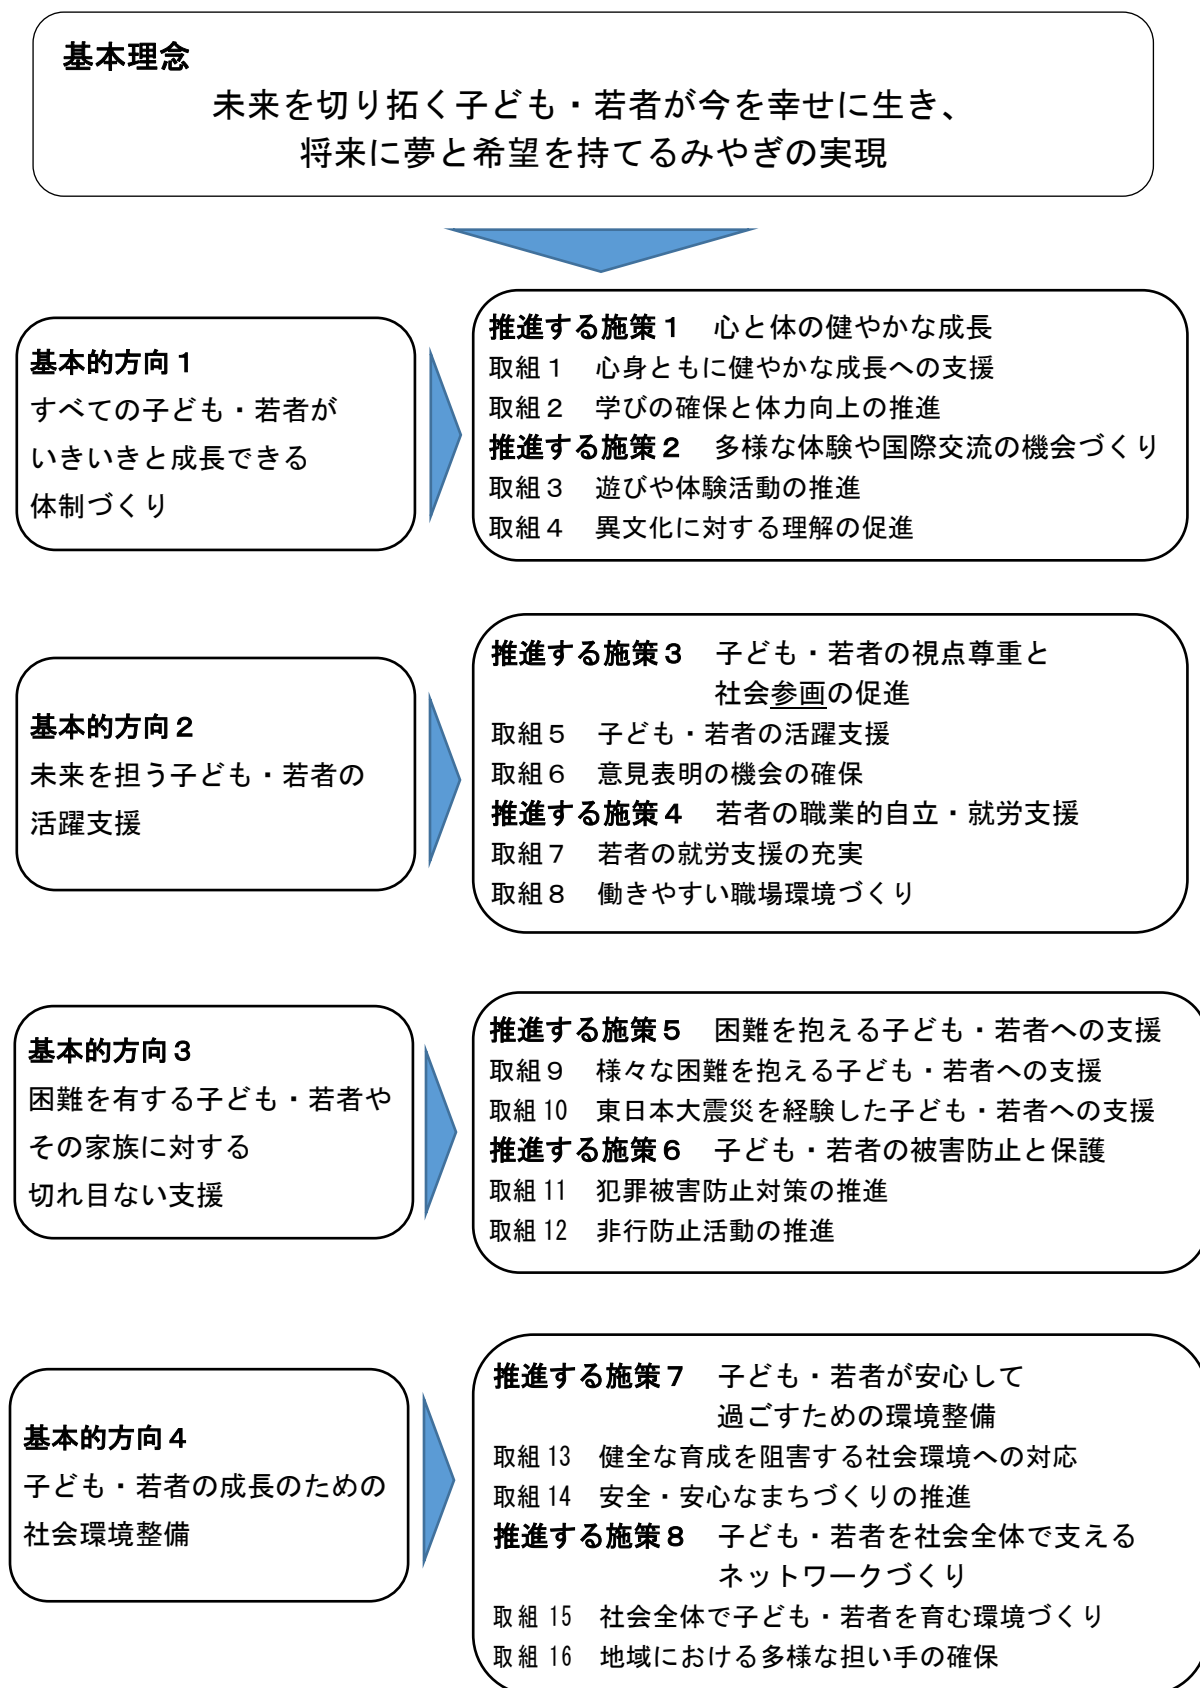 基本理念
未来を切り拓く子ども・若者が今を幸せに生き、
将来に夢と希望を持てるみやぎの実現
基本的方向１
すべての子ども・若者が
いきいきと成長できる
体制づくり
推進する施策１　心と体の健やかな成長
取組１　心身ともに健やかな成長への支援
取組２　学びの確保と体力向上の推進
推進する施策２　多様な体験や国際交流の機会づくり
取組３　遊びや体験活動の推進
取組４　異文化に対する理解の促進
基本的方向２
未来を担う子ども・若者の
活躍支援
推進する施策３　子ども・若者の視点尊重と
社会参画の促進
取組５　子ども・若者の活躍支援
取組６　意見表明の機会の確保
推進する施策４　若者の職業的自立・就労支援
取組７　若者の就労支援の充実
取組８　働きやすい職場環境づくり
基本的方向３
困難を有する子ども・若者や
その家族に対する
切れ目ない支援
推進する施策５　困難を抱える子ども・若者への支援
取組９　様々な困難を抱える子ども・若者への支援
取組10　東日本大震災を経験した子ども・若者への支援
推進する施策６　子ども・若者の被害防止と保護
取組11　犯罪被害防止対策の推進
取組12　非行防止活動の推進
基本的方向４
子ども・若者の成長のための
社会環境整備
推進する施策７　子ども・若者が安心して
過ごすための環境整備
取組13　健全な育成を阻害する社会環境への対応
取組14　安全・安心なまちづくりの推進
推進する施策８　子ども・若者を社会全体で支える
ネットワークづくり
取組15　社会全体で子ども・若者を育む環境づくり
取組16　地域における多様な担い手の確保